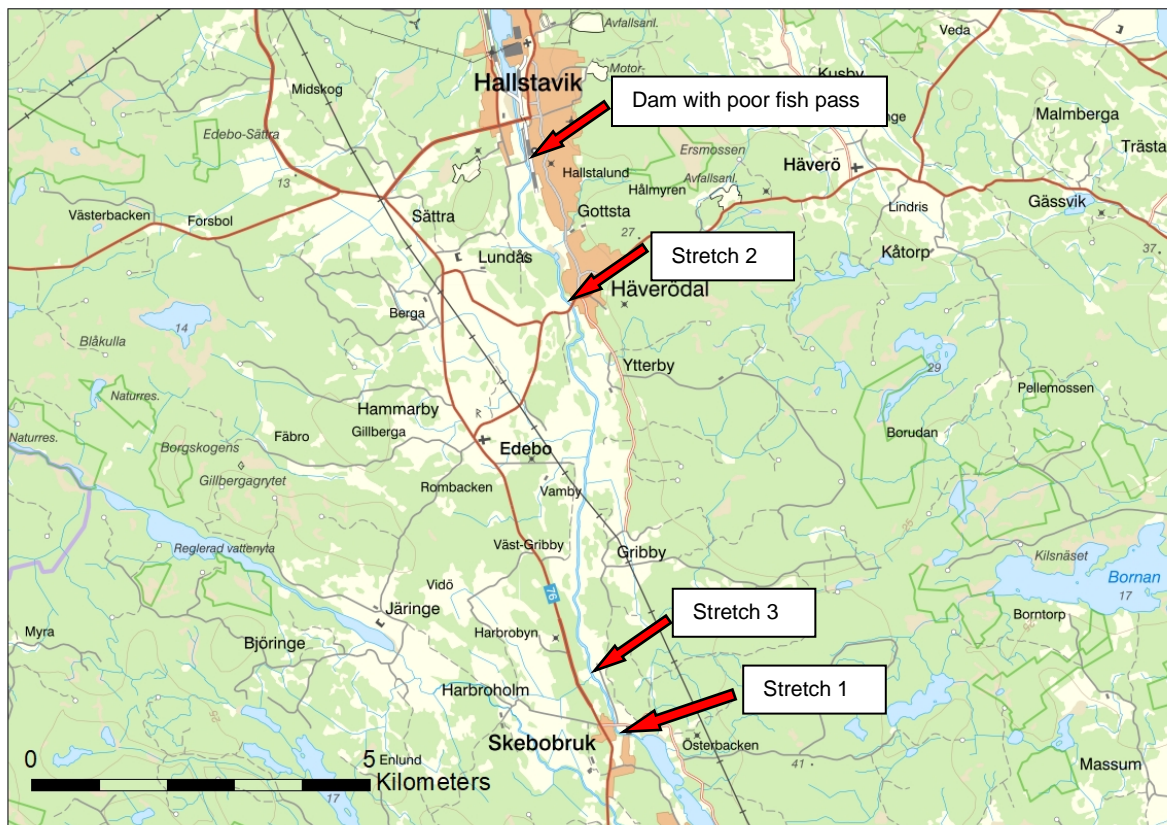 Avfallsanl.
Veda
Hallstavik
Motor-
Kusby
Midskog
Dam with poor fish pass
nge
Malmberga
Edebo-Sättra
Ersmossen
Trästa
13
Hallstalund
Hålmyren
Avfallsanl.
Häverö
Västerbacken
Forsbol
Sättra
Gottsta
Lindris
Gässvik
27
Lundås
Stretch 2
Kåtorp
37
Häverödal
Berga
14
Blåkulla
Ytterby
29
Naturres.
Hammarby
Pellemossen
Naturres.
Fäbro
Gillberga
Borgskogens
Edebo
Borudan
Gillbergagrytet
Rombacken
Vamby
Reglerad vattenyta
Väst-Gribby
Gribby
Kilsnäset
Vidö
76
Bornan
17
Järinge
Stretch 3
Borntorp
Myra
Björinge
Harbrobyn
Stretch 1
Harbroholm
Skebobruk
Österbacken
0
5
Enlund
41
Massum
Kilometers
17